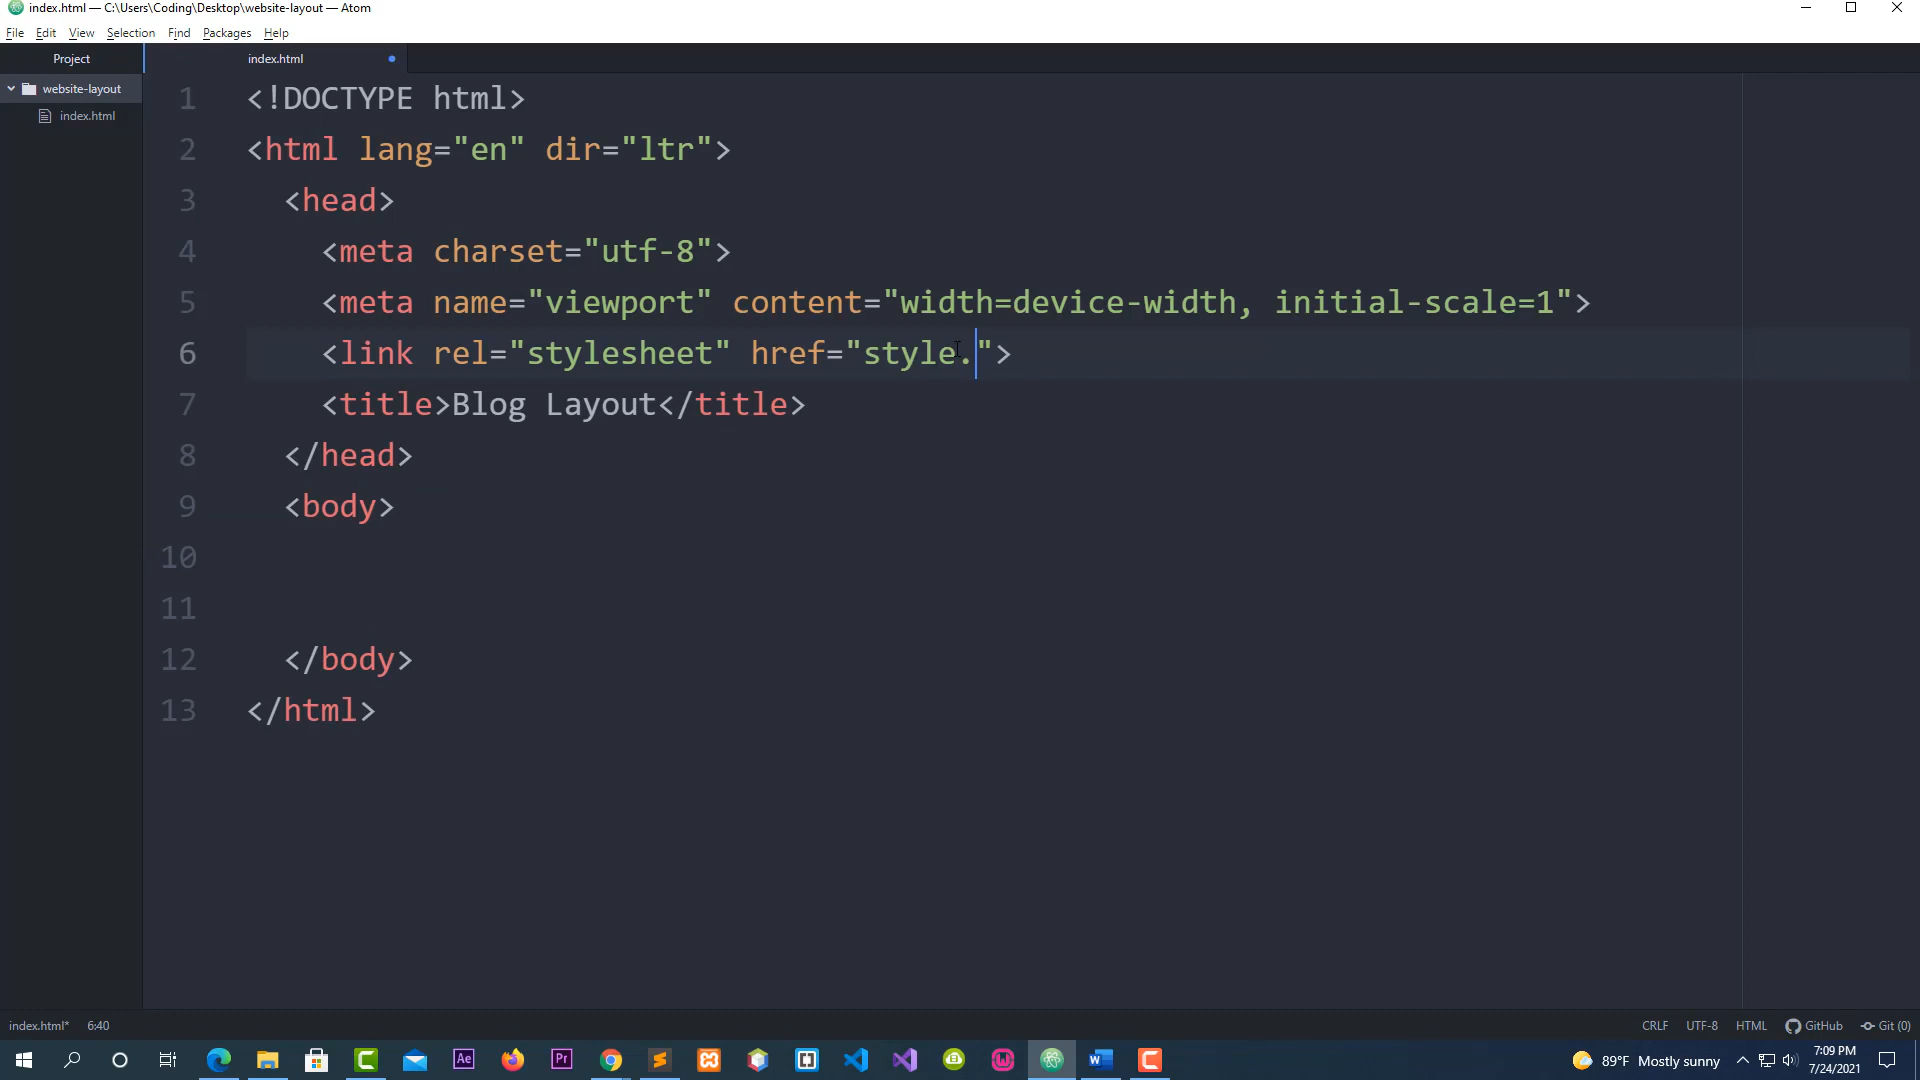 index.html — C:\Users\Coding\Desktop\website-layout — Atom
File Edit View Selection Find Packages Help
Project
index.html
website-layout
index.html
1 <!DOCTYPE html>
2 <html lang="en" dir="ltr">
3 <head>
4 <meta charset="utf-8">
5 <meta name="viewport" content="width=device-width, initial-scale=1">
6 <link rel="stylesheet" href="style.">
7 <title>Blog Layout</title>
8 </head>
9 <body>
10
11
12 </body>
13 </html>
index.html* 6:40 CRLF UTF-8 HTML GitHub Git (0)
Ae Pr 89°F Mostly sunny 7:09 PM
7/24/2021